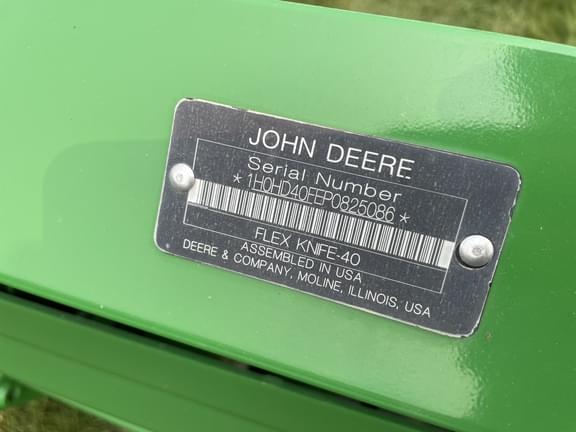 JOHN DEERE
Serial Number
*1H0HD40FEP0825086*
FLEX KNIFE-40
ASSEMBLED IN USA
DEERE & COMPANY, MOLINE, ILLINOIS, USA